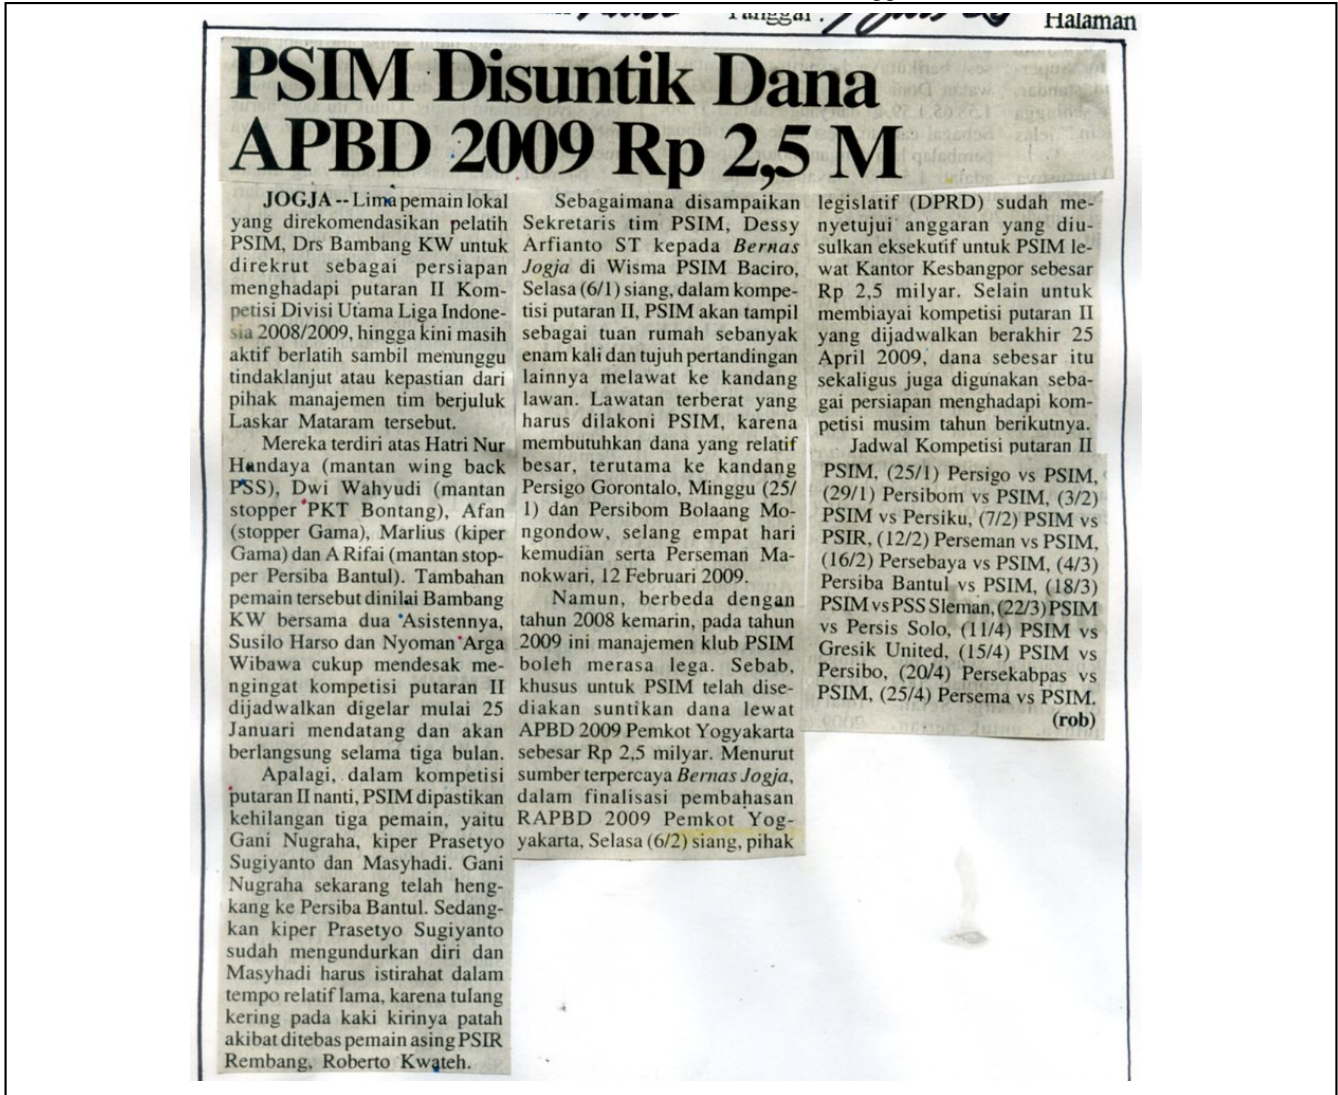 Tanggal :
Halaman
PSIM Disuntik Dana
APBD 2009 Rp 2,5 M
JOGJA -- Lima pemain lokal
yang direkomendasikan pelatih
PSIM, Drs Bambang KW untuk
direkrut sebagai persiapan
menghadapi putaran II Kom-
petisi Divisi Utama Liga Indone-
sia 2008/2009, hingga kini masih
aktif berlatih sambil menunggu
tindaklanjut atau kepastian dari
pihak manajemen tim berjuluk
Laskar Mataram tersebut.
Mereka terdiri atas Hatri Nur
Handaya (mantan wing back
PSS), Dwi Wahyudi (mantan
stopper PKT Bontang), Afan
(stopper Gama), Marlius (kiper
Gama) dan A Rifai (mantan stop-
per Persiba Bantul). Tambahan
pemain tersebut dinilai Bambang
KW bersama dua Asistennya,
Susilo Harso dan Nyoman Arga
Wibawa cukup mendesak me-
ngingat kompetisi putaran II
dijadwalkan digelar mulai 25
Januari mendatang dan akan
berlangsung selama tiga bulan.
Apalagi, dalam kompetisi
putaran II nanti, PSIM dipastikan
kehilangan tiga pemain, yaitu
Gani Nugraha, kiper Prasetyo
Sugiyanto dan Masyhadi. Gani
Nugraha sekarang telah heng-
kang ke Persiba Bantul. Sedang-
kan kiper Prasetyo Sugiyanto
sudah mengundurkan diri dan
Masyhadi harus istirahat dalam
tempo relatif lama, karena tulang
kering pada kaki kirinya patah
akibat ditebas pemain asing PSIR
Rembang, Roberto Kwateh.
Sebagaimana disampaikan
Sekretaris tim PSIM, Dessy
Arfianto ST kepada Bernas
Jogja di Wisma PSIM Baciro,
Selasa (6/1) siang, dalam kompe-
tisi putaran II, PSIM akan tampil
sebagai tuan rumah sebanyak
enam kali dan tujuh pertandingan
lainnya melawat ke kandang
lawan. Lawatan terberat yang
harus dilakoni PSIM, karena
membutuhkan dana yang relatif
besar, terutama ke kandang
Persigo Gorontalo, Minggu (25/
1) dan Persibom Bolaang Mo-
ngondow, selang empat hari
kemudian serta Perseman Ma-
nokwari, 12 Februari 2009.
Namun, berbeda dengan
tahun 2008 kemarin, pada tahun
2009 ini manajemen klub PSIM
boleh merasa lega. Sebab,
khusus untuk PSIM telah dise-
diakan suntikan dana lewat
APBD 2009 Pemkot Yogyakarta
sebesar Rp 2,5 milyar. Menurut
sumber terpercaya Bernas Jogja,
dalam finalisasi pembahasan
RAPBD 2009 Pemkot Yog-
yakarta, Selasa (6/2) siang, pihak
legislatif (DPRD) sudah me-
nyetujui anggaran yang diu-
sulkan eksekutif untuk PSIM le-
wat Kantor Kesbangpor sebesar
Rp 2,5 milyar. Selain untuk
membiayai kompetisi putaran II
yang dijadwalkan berakhir 25
April 2009, dana sebesar itu
sekaligus juga digunakan seba-
gai persiapan menghadapi kom-
petisi musim tahun berikutnya.
Jadwal Kompetisi putaran II
PSIM, (25/1) Persigo vs PSIM,
(29/1) Persibom vs PSIM, (3/2)
PSIM vs Persiku, (7/2) PSIM vs
PSIR, (12/2) Perseman vs PSIM,
(16/2) Persebaya vs PSIM, (4/3)
Persiba Bantul vs PSIM, (18/3)
PSIM vs PSS Sleman, (22/3) PSIM
vs Persis Solo, (11/4) PSIM vs
Gresik United, (15/4) PSIM vs
Persibo, (20/4) Persekabpas vs
PSIM, (25/4) Persema vs PSIM.
(rob)